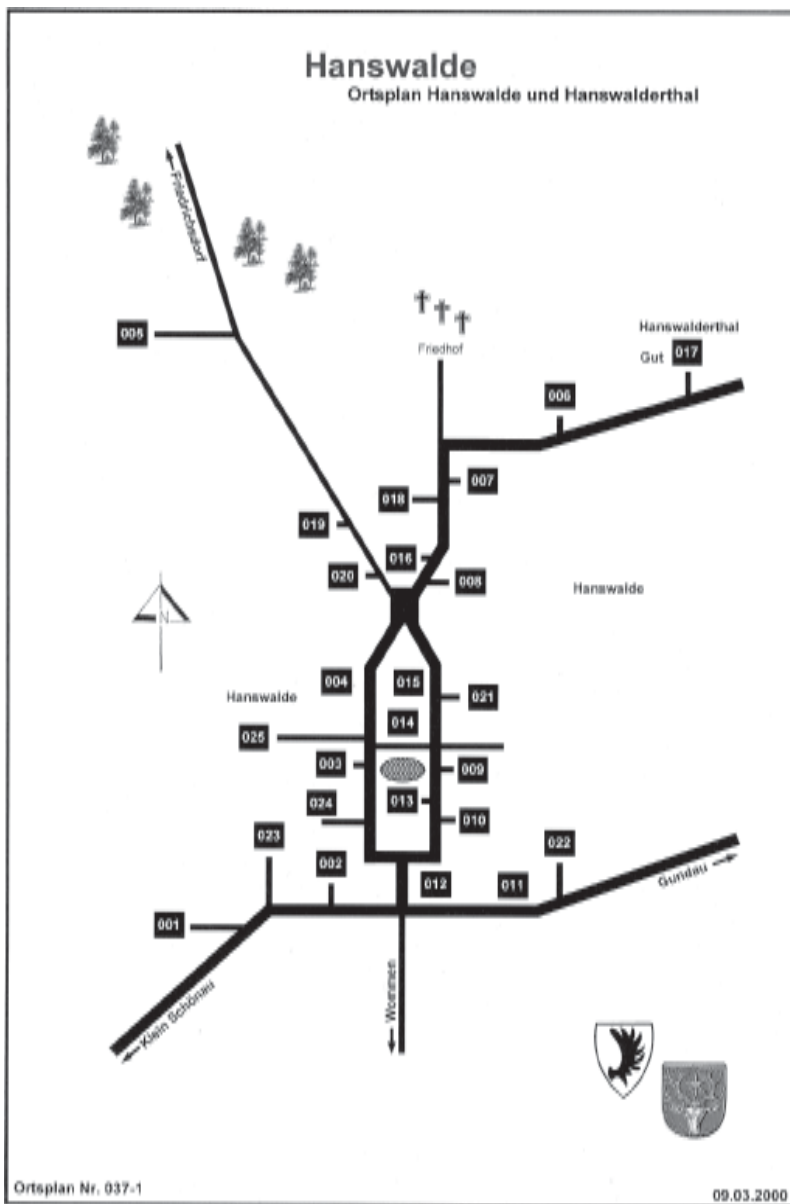 Hanswalde
Ortsplan Hanswalde und Hanswalderthal
Friedrichsdorf
005
Friedhof
Hanswalderthal
Gut 017
006
007
018
019
016
020
008
Hanswalde
N
004
015
Hanswalde
021
014
025
003
009
013
024
010
023
002
022
012
011
001
Gundau
Klein Schönau
Wommen
Ortsplan Nr. 037-1
09.03.2000